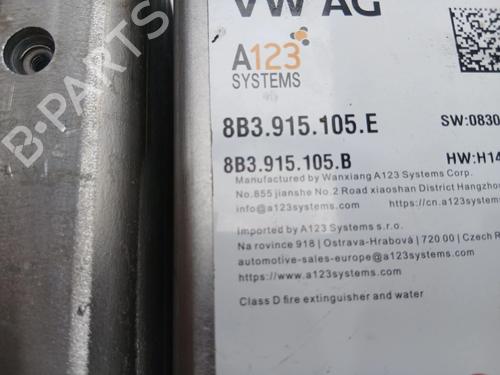 VW AG
A123
SYSTEMS
8B3.915.105.E SW:0830
8B3.915.105.B HW:H14
Manufactured by Wanxiang A123 Systems Corp.
No.855 jianshe No.2 Road xiaoshan District Hangzho
info@a123systems.com https://cn.a123systems
Imported by A123 Systems s.r.o.
Na rovince 918 | Ostrava-Hrabová | 720 00 | Czech R
automotive-sales-europe@a123systems.com
https://www.a123systems.com
Class D fire extinguisher and water
B-PARTS